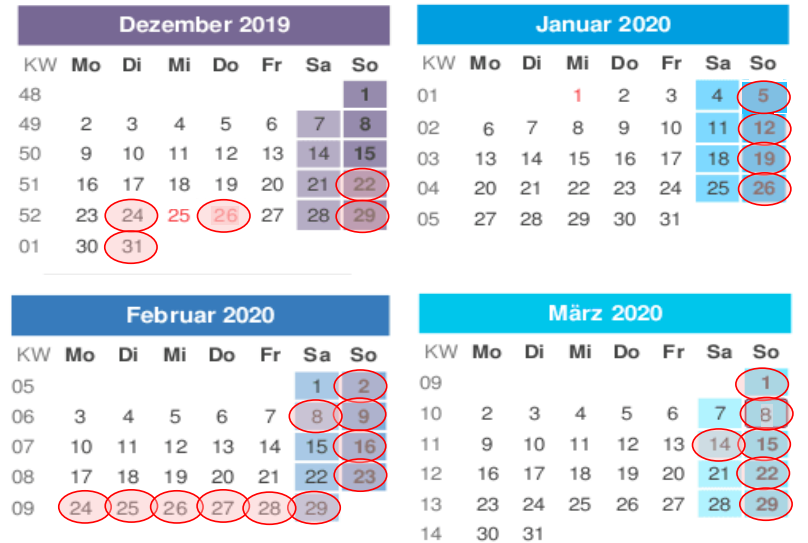 Dezember 2019
KW Mo Di Mi Do Fr Sa So
48 1
49 2 3 4 5 6 7 8
50 9 10 11 12 13 14 15
51 16 17 18 19 20 21 22
52 23 24 25 26 27 28 29
01 30 31
Januar 2020
KW Mo Di Mi Do Fr Sa So
01 1 2 3 4 5
02 6 7 8 9 10 11 12
03 13 14 15 16 17 18 19
04 20 21 22 23 24 25 26
05 27 28 29 30 31
Februar 2020
KW Mo Di Mi Do Fr Sa So
05 1 2
06 3 4 5 6 7 8 9
07 10 11 12 13 14 15 16
08 17 18 19 20 21 22 23
09 24 25 26 27 28 29
März 2020
KW Mo Di Mi Do Fr Sa So
09 1
10 2 3 4 5 6 7 8
11 9 10 11 12 13 14 15
12 16 17 18 19 20 21 22
13 23 24 25 26 27 28 29
14 30 31